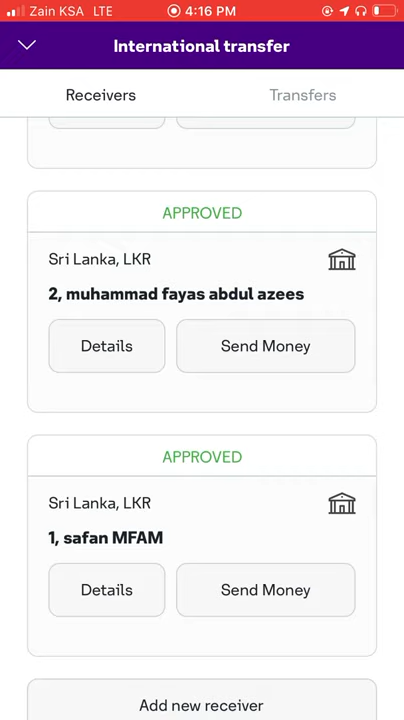 Zain KSA LTE 4:16 PM
International transfer
Receivers Transfers
APPROVED
Sri Lanka, LKR
2, muhammad fayas abdul azees
Details Send Money
APPROVED
Sri Lanka, LKR
1, safan MFAM
Details Send Money
Add new receiver